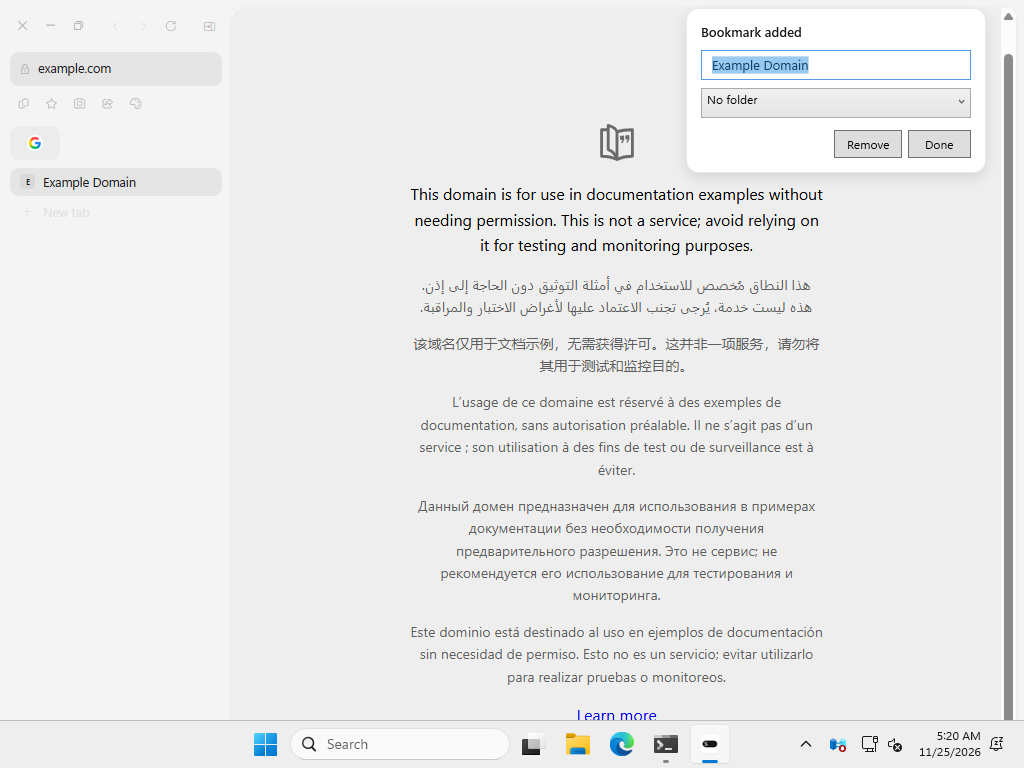 example.com
E Example Domain
New tab
Bookmark added
Example Domain
No folder
Remove
Done
This domain is for use in documentation examples without
needing permission. This is not a service; avoid relying on
it for testing and monitoring purposes.
هذا النطاق مُخصص للاستخدام في أمثلة التوثيق دون الحاجة إلى إذن.
هذه ليست خدمة، يُرجى تجنب الاعتماد عليها لأغراض الاختبار والمراقبة.
该域名仅用于文档示例，无需获得许可。这并非一项服务，请勿将
其用于测试和监控目的。
L’usage de ce domaine est réservé à des exemples de
documentation, sans autorisation préalable. Il ne s’agit pas d’un
service ; son utilisation à des fins de test ou de surveillance est à
éviter.
Данный домен предназначен для использования в примерах
документации без необходимости получения
предварительного разрешения. Это не сервис; не
рекомендуется его использование для тестирования и
мониторинга.
Este dominio está destinado al uso en ejemplos de documentación
sin necesidad de permiso. Esto no es un servicio; evitar utilizarlo
para realizar pruebas o monitoreos.
Learn more
Search
5:20 AM
11/25/2026